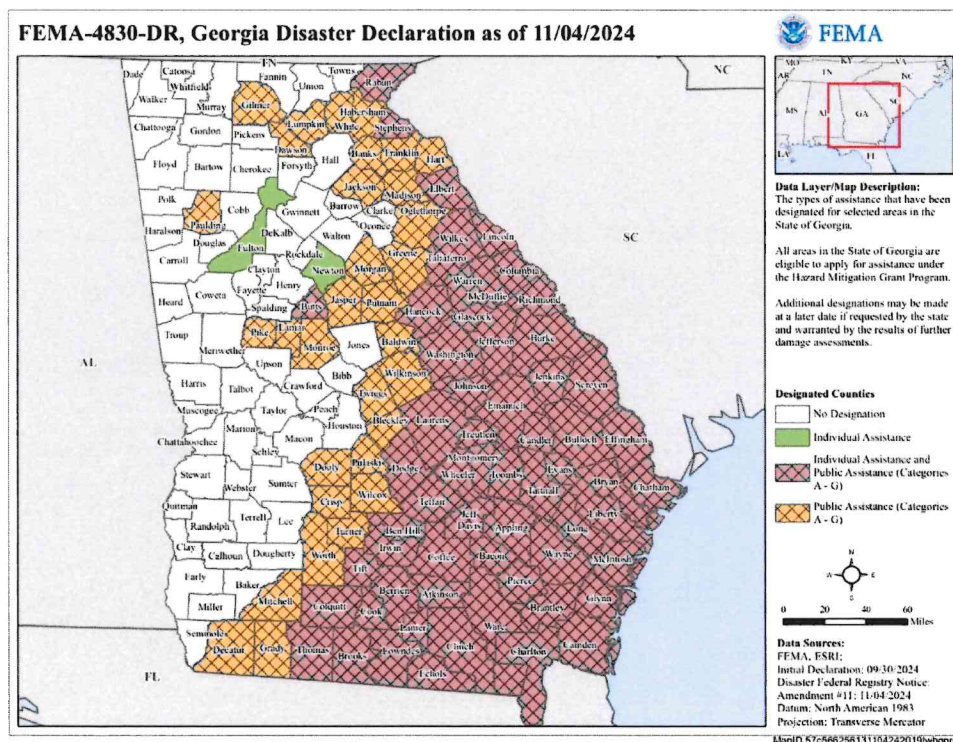 FEMA-4830-DR, Georgia Disaster Declaration as of 11/04/2024
FEMA
TN
NC
Dade
Catoosa
Whitfield
Fannin
Towns
Rabun
Union
Walker
Murray
Gilmer
Habersham
White
Lumpkin
Stephens
Chattooga
Gordon
Pickens
Dawson
Banks
Franklin
Hart
Hall
Floyd
Bartow
Cherokee
Forsyth
Jackson
Madison
Elbert
Polk
Cobb
Gwinnett
Barrow
Clarke
Oglethorpe
Paulding
Oconee
Haralson
Douglas
DeKalb
Walton
Wilkes
Lincoln
SC
Fulton
Rockdale
Greene
Taliaferro
Carroll
Clayton
Newton
Morgan
Columbia
Fayette
Henry
Warren
McDuffie
Richmond
Heard
Coweta
Spalding
Butts
Jasper
Putnam
Hancock
Glascock
Troup
Pike
Lamar
Monroe
Jones
Baldwin
Jefferson
Burke
Meriwether
Upson
Washington
AL
Bibb
Wilkinson
Jenkins
Screven
Harris
Talbot
Crawford
Twiggs
Johnson
Emanuel
Muscogee
Taylor
Peach
Bleckley
Laurens
Chattahoochee
Marion
Macon
Houston
Treutlen
Candler
Bulloch
Effingham
Schley
Dooly
Pulaski
Dodge
Montgomery
Wheeler
Toombs
Evans
Bryan
Chatham
Stewart
Webster
Sumter
Crisp
Wilcox
Telfair
Tattnall
Quitman
Terrell
Lee
Turner
Ben Hill
Jeff
Davis
Appling
Long
Liberty
Randolph
Worth
Irwin
Clay
Calhoun
Dougherty
Tift
Coffee
Bacon
Wayne
McIntosh
Early
Baker
Mitchell
Berrien
Atkinson
Pierce
Miller
Colquitt
Cook
Brantley
Glynn
Lanier
Ware
Seminole
Decatur
Grady
Thomas
Brooks
Lowndes
Clinch
Charlton
Camden
Echols
FL
MO
KY
VA
AR
TN
NC
SC
MS
AL
GA
LA
FL
Data Layer/Map Description:
The types of assistance that have been
designated for selected areas in the
State of Georgia.
All areas in the State of Georgia are
eligible to apply for assistance under
the Hazard Mitigation Grant Program.
Additional designations may be made
at a later date if requested by the state
and warranted by the results of further
damage assessments.
Designated Counties
No Designation
Individual Assistance
Individual Assistance and
Public Assistance (Categories
A - G)
Public Assistance (Categories
A - G)
N
W E
S
0 20 40 60
Miles
Data Sources:
FEMA, ESRI;
Initial Declaration: 09/30/2024
Disaster Federal Registry Notice:
Amendment #11: 11/04/2024
Datum: North American 1983
Projection: Transverse Mercator